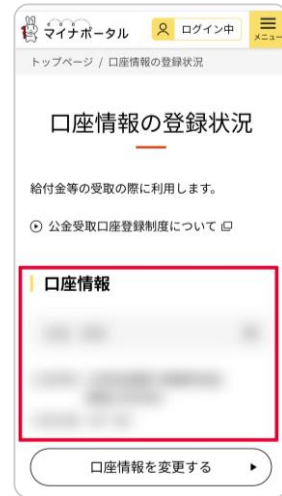 マイナポータル
ログイン中
メニュー
トップページ / 口座情報の登録状況
口座情報の登録状況
給付金等の受取の際に利用します。
公金受取口座登録制度について
口座情報
口座情報を変更する